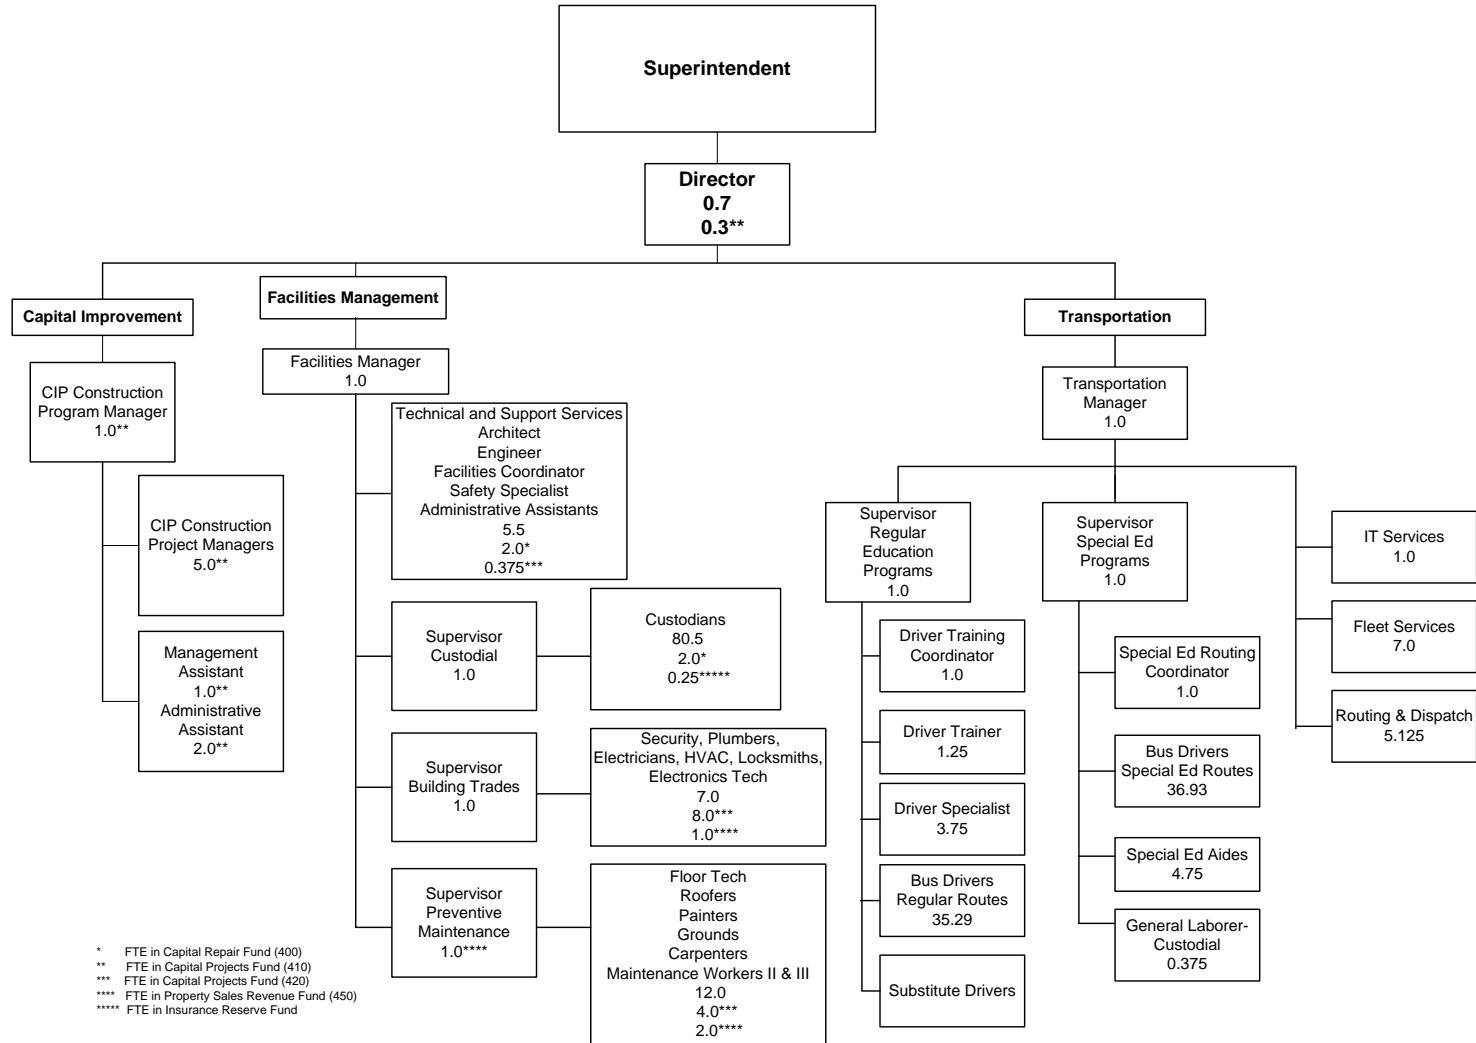 Superintendent
Director
0.7
0.3**
Capital Improvement
CIP Construction
Program Manager
1.0**
CIP Construction
Project Managers
5.0**
Management
Assistant
1.0**
Administrative
Assistant
2.0**
Facilities Management
Facilities Manager
1.0
Technical and Support Services
Architect
Engineer
Facilities Coordinator
Safety Specialist
Administrative Assistants
5.5
2.0*
0.375***
Supervisor
Custodial
1.0
Custodians
80.5
2.0*
0.25*****
Supervisor
Building Trades
1.0
Security, Plumbers,
Electricians, HVAC, Locksmiths,
Electronics Tech
7.0
8.0***
1.0****
Supervisor
Preventive
Maintenance
1.0****
Floor Tech
Roofers
Painters
Grounds
Carpenters
Maintenance Workers II & III
12.0
4.0***
2.0****
Transportation
Transportation
Manager
1.0
Supervisor
Regular
Education
Programs
1.0
Driver Training
Coordinator
1.0
Driver Trainer
1.25
Driver Specialist
3.75
Bus Drivers
Regular Routes
35.29
Substitute Drivers
Supervisor
Special Ed
Programs
1.0
Special Ed Routing
Coordinator
1.0
Bus Drivers
Special Ed Routes
36.93
Special Ed Aides
4.75
General Laborer-
Custodial
0.375
IT Services
1.0
Fleet Services
7.0
Routing & Dispatch
5.125
* FTE in Capital Repair Fund (400)
** FTE in Capital Projects Fund (410)
*** FTE in Capital Projects Fund (420)
**** FTE in Property Sales Revenue Fund (450)
***** FTE in Insurance Reserve Fund